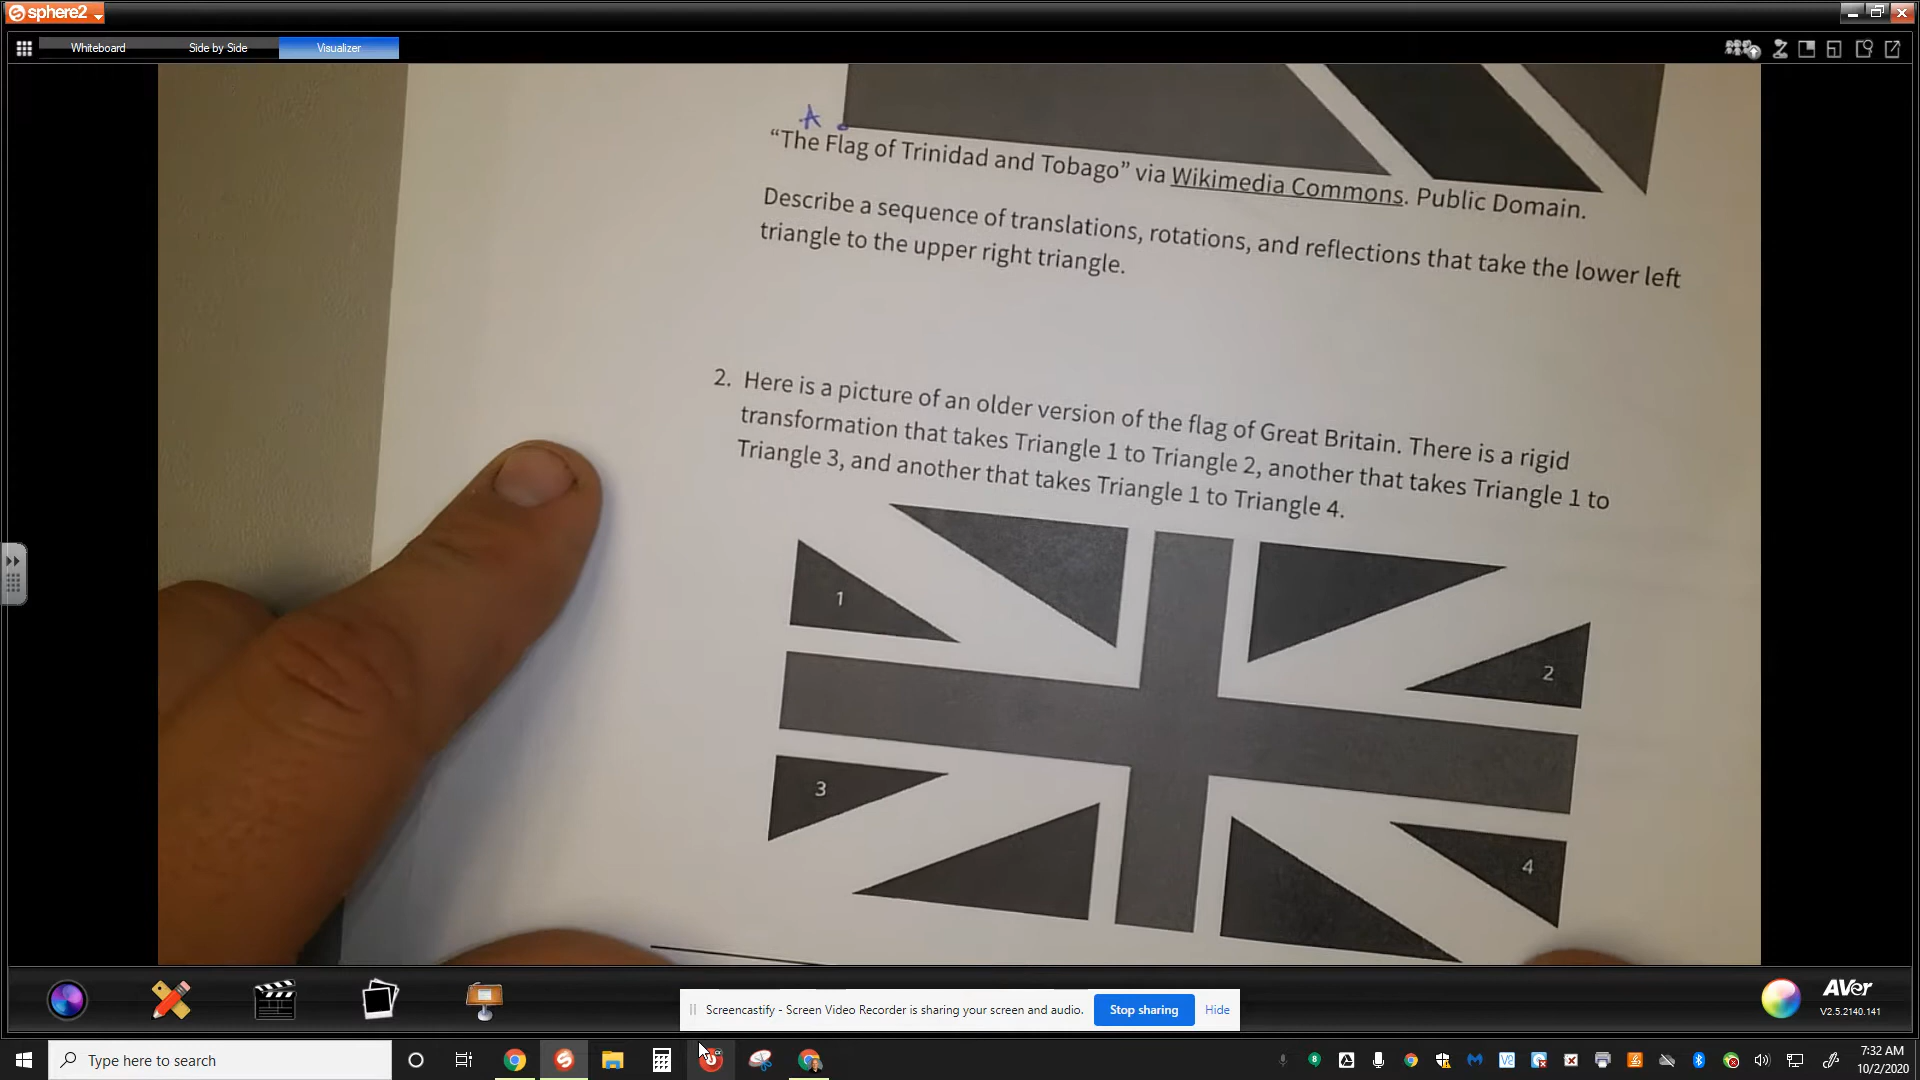 sphere2
Whiteboard
Side by Side
Visualizer
A
“The Flag of Trinidad and Tobago” via Wikimedia Commons. Public Domain.
Describe a sequence of translations, rotations, and reflections that take the lower left
triangle to the upper right triangle.
2. Here is a picture of an older version of the flag of Great Britain. There is a rigid
transformation that takes Triangle 1 to Triangle 2, another that takes Triangle 1 to
Triangle 3, and another that takes Triangle 1 to Triangle 4.
1
2
3
4
Screencastify - Screen Video Recorder is sharing your screen and audio.
Stop sharing
Hide
AVer
V2.5.2140.141
Type here to search
7:32 AM
10/2/2020